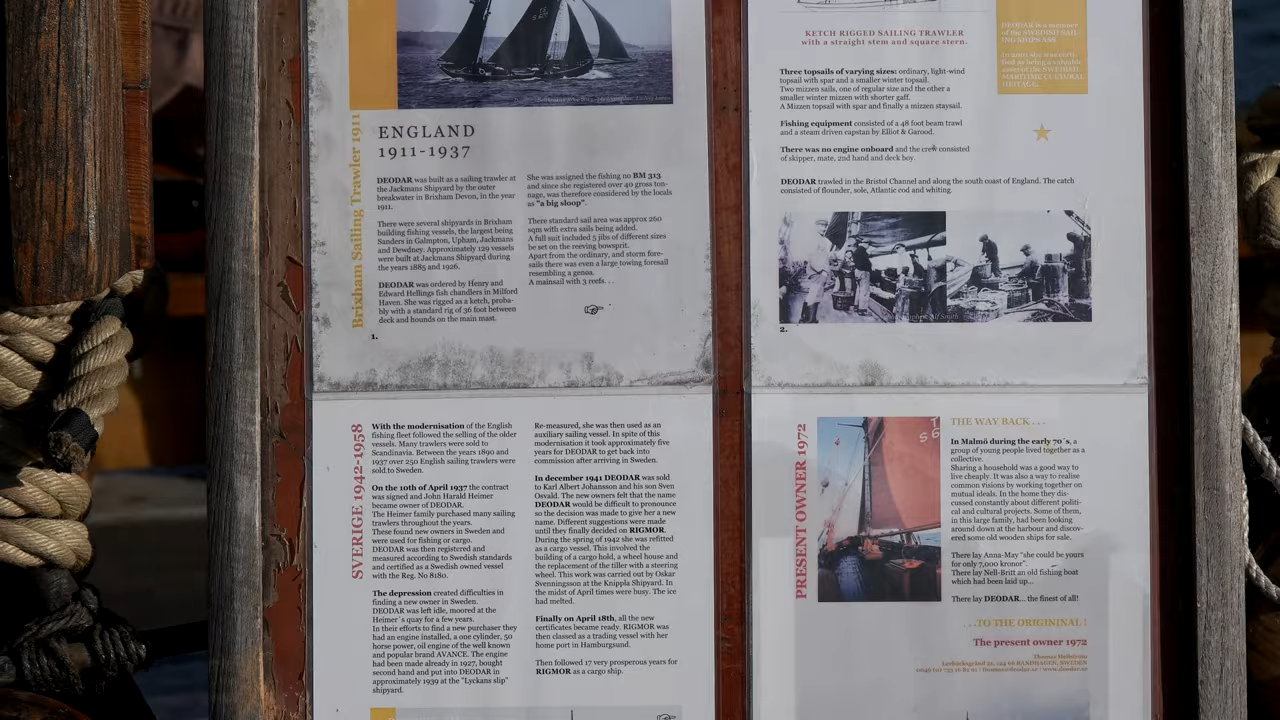 Brixham Sailing Trawler 1911
ENGLAND
1911-1937
DEODAR was built as a sailing trawler at
the Jackmans Shipyard by the outer
breakwater in Brixham Devon, in the year
1911.
There were several shipyards in Brixham
building fishing vessels, the largest being
Sanders in Galmpton, Upham, Jackmans
and Dewdney. Approximately 129 vessels
were built at Jackmans Shipyard during
the years 1885 and 1926.
DEODAR was ordered by Henry and
Edward Hellings fish chandlers in Milford
Haven. She was rigged as a ketch, proba-
bly with a standard rig of 36 foot between
deck and hounds on the main mast.
1.
She was assigned the fishing no BM 313
and since she registered over 40 gross ton-
nage, was therefore considered by the locals
as "a big sloop".
There standard sail area was approx 260
sqm with extra sails being added.
A full suit included 5 jibs of different sizes
be set on the reeving bowsprit.
Apart from the ordinary, and storm fore-
sails there was even a large towing foresail
resembling a genoa.
A mainsail with 3 reefs. . .
KETCH RIGGED SAILING TRAWLER
with a straight stem and square stern.
DEODAR is a member
of the SWEDISH SAIL-
ING SHIPS ASS.
In 2001 she was certi-
fied as being a valuable
asset of the SWEDISH
MARITIME CULTURAL
HERITAGE.
Three topsails of varying sizes: ordinary, light-wind
topsail with spar and a smaller winter topsail.
Two mizzen sails, one of regular size and the other a
smaller winter mizzen with shorter gaff.
A Mizzen topsail with spar and finally a mizzen staysail.
Fishing equipment consisted of a 48 foot beam trawl
and a steam driven capstan by Elliot & Garood.
There was no engine onboard and the crew consisted
of skipper, mate, 2nd hand and deck boy.
DEODAR trawled in the Bristol Channel and along the south coast of England. The catch
consisted of flounder, sole, Atlantic cod and whiting.
2.
SVERIGE 1942-1958
With the modernisation of the English
fishing fleet followed the selling of the older
vessels. Many trawlers were sold to
Scandinavia. Between the years 1890 and
1937 over 250 English sailing trawlers were
sold to Sweden.
On the 10th of April 1937 the contract
was signed and John Harald Heimer
became owner of DEODAR.
The Heimer family purchased many sailing
trawlers throughout the years.
These found new owners in Sweden and
were used for fishing or cargo.
DEODAR was then registered and
measured according to Swedish standards
and certified as a Swedish owned vessel
with the Reg. No 8180.
The depression created difficulties in
finding a new owner in Sweden.
DEODAR was left idle, moored at the
Heimer´s quay for a few years.
In their efforts to find a new purchaser they
had an engine installed, a one cylinder, 50
horse power, oil engine of the well known
and popular brand AVANCE. The engine
had been made already in 1927, bought
second hand and put into DEODAR in
approximately 1939 at the "Lyckans slip"
shipyard.
Re-measured, she was then used as an
auxiliary sailing vessel. In spite of this
modernisation it took approximately five
years for DEODAR to get back into
commission after arriving in Sweden.
In december 1941 DEODAR was sold
to Karl Albert Johansson and his son Sven
Osvald. The new owners felt that the name
DEODAR would be difficult to pronounce
so the decision was made to give her a new
name. Different suggestions were made
until they finally decided on RIGMOR.
During the spring of 1942 she was refitted
as a cargo vessel. This involved the
building of a cargo hold, a wheel house and
the replacement of the tiller with a steering
wheel. This work was carried out by Oskar
Svenningsson at the Knippla Shipyard. In
the midst of April times were busy. The ice
had melted.
Finally on April 18th, all the new
certificates became ready. RIGMOR was
then classed as a trading vessel with her
home port in Hamburgsund.
Then followed 17 very prosperous years for
RIGMOR as a cargo ship.
PRESENT OWNER 1972
THE WAY BACK . . .
In Malmö during the early 70´s, a
group of young people lived together as a
collective.
Sharing a household was a good way to
live cheaply. It was also a way to realise
common visions by working together on
mutual ideals. In the home they dis-
cussed constantly about different politi-
cal and cultural projects. Some of them,
in this large family, had been looking
around down at the harbour and discov-
ered some old wooden ships for sale.
There lay Anna-May "she could be yours
for only 7,000 kronor".
There lay Nell-Britt an old fishing boat
which had been laid up...
There lay DEODAR... the finest of all!
. . .TO THE ORIGININAL !
The present owner 1972
Thomas Hellström